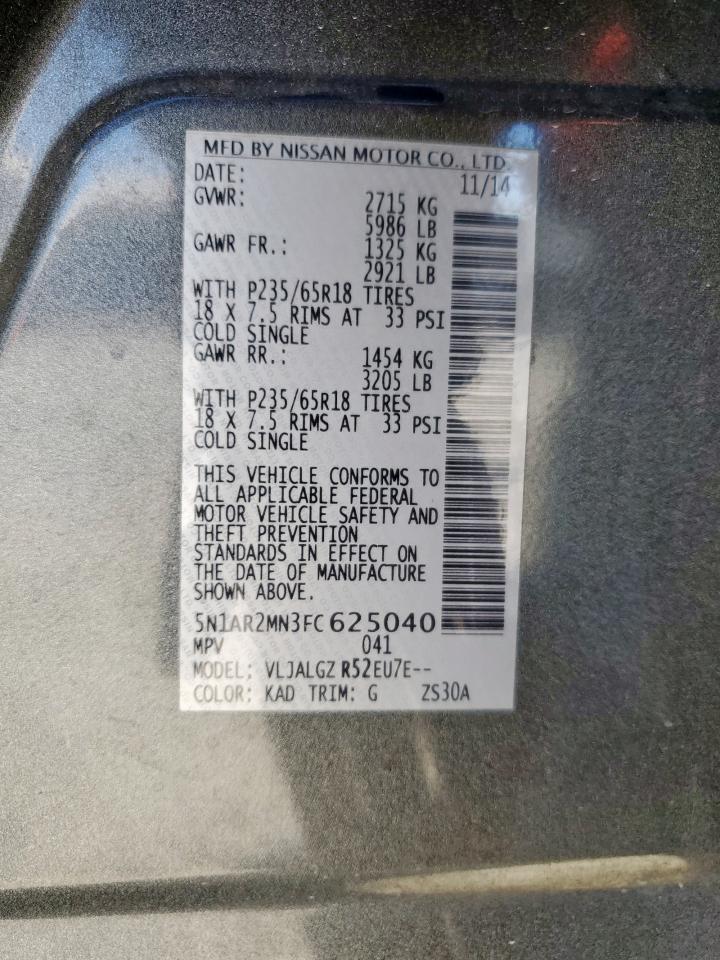 MFD BY NISSAN MOTOR CO., LTD.
DATE: 11/14
GVWR: 2715 KG
5986 LB
GAWR FR.: 1325 KG
2921 LB
WITH P235/65R18 TIRES
18 X 7.5 RIMS AT 33 PSI
COLD SINGLE
GAWR RR.: 1454 KG
3205 LB
WITH P235/65R18 TIRES
18 X 7.5 RIMS AT 33 PSI
COLD SINGLE
THIS VEHICLE CONFORMS TO
ALL APPLICABLE FEDERAL
MOTOR VEHICLE SAFETY AND
THEFT PREVENTION
STANDARDS IN EFFECT ON
THE DATE OF MANUFACTURE
SHOWN ABOVE.
5N1AR2MN3FC625040
MPV 041
MODEL: VLJALGZ R52EU7E--
COLOR: KAD TRIM: G ZS30A